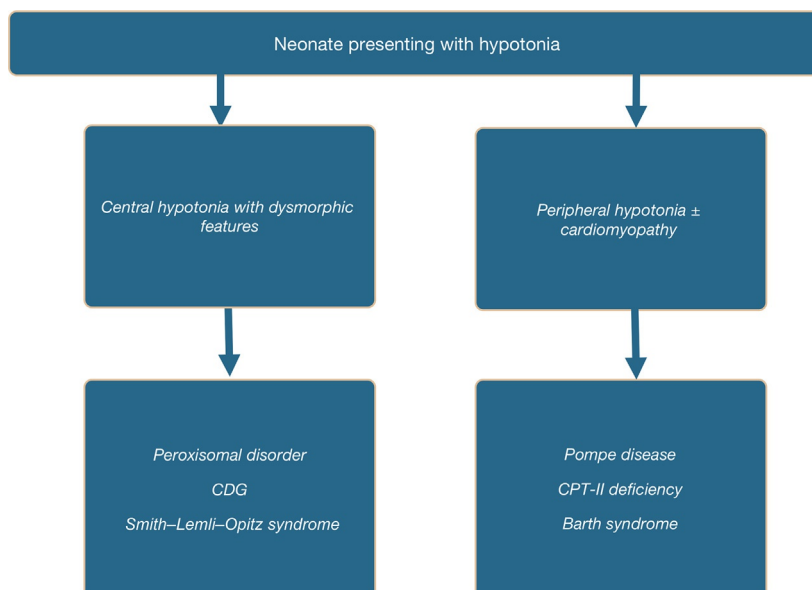 Neonate presenting with hypotonia
Central hypotonia with dysmorphic
features
Peripheral hypotonia ±
cardiomyopathy
Peroxisomal disorder
CDG
Smith–Lemli–Opitz syndrome
Pompe disease
CPT-II deficiency
Barth syndrome